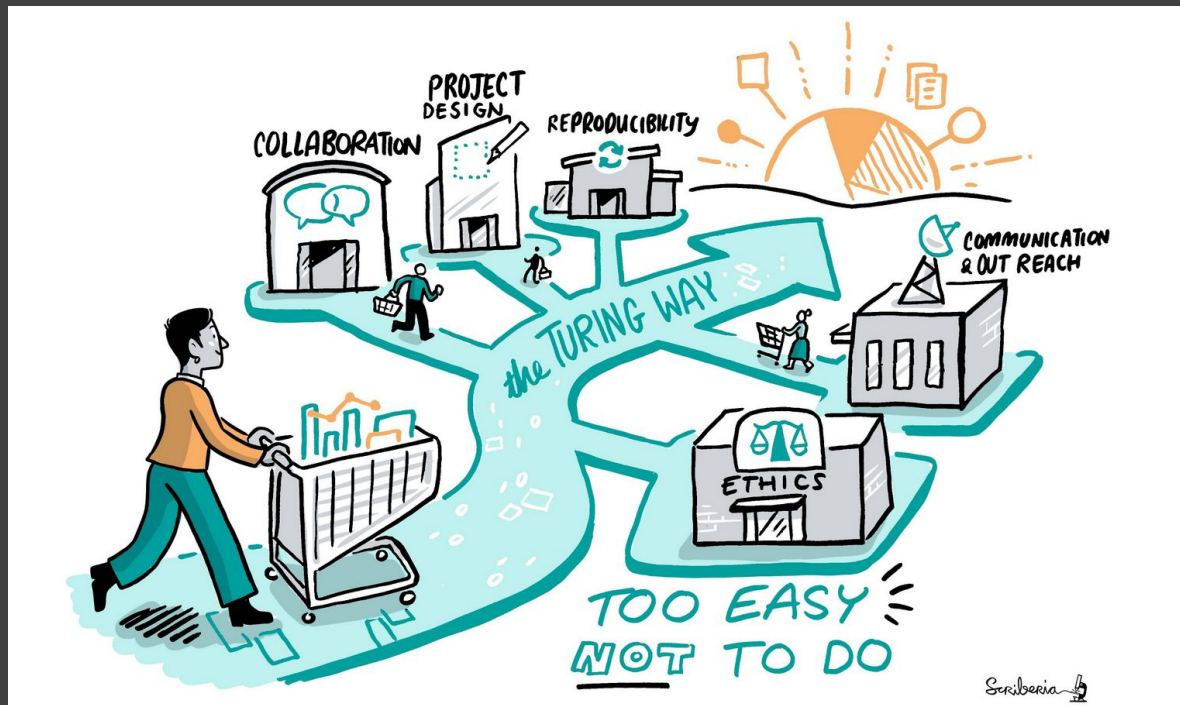 PROJECT
DESIGN
COLLABORATION
REPRODUCIBILITY
COMMUNICATION
& OUT REACH
the TURING WAY
ETHICS
TOO EASY
NOT TO DO
Scriberia